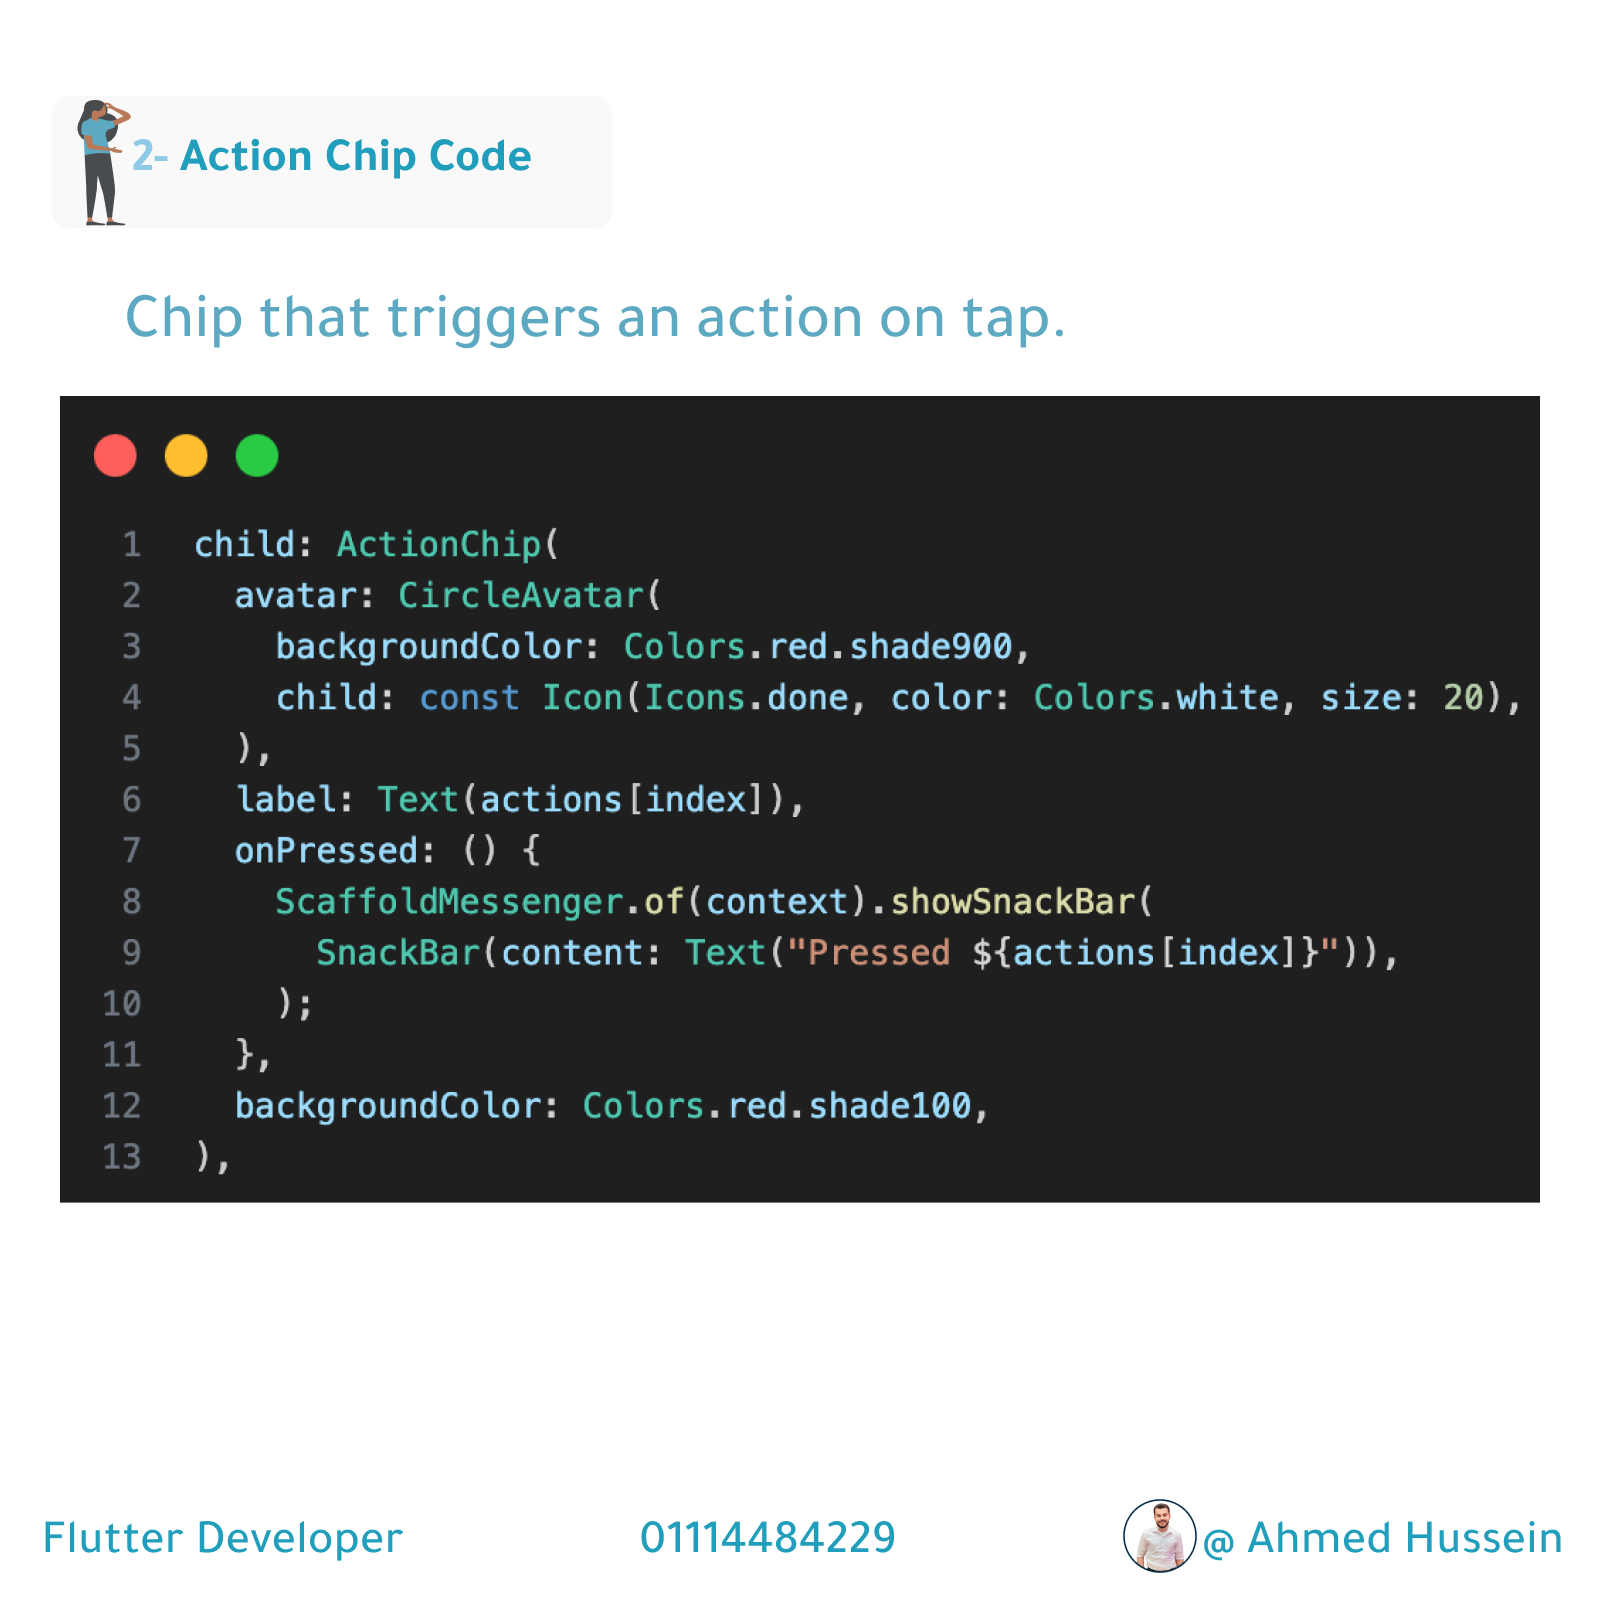 2- Action Chip Code
Chip that triggers an action on tap.
1 child: ActionChip(
2 avatar: CircleAvatar(
3 backgroundColor: Colors.red.shade900,
4 child: const Icon(Icons.done, color: Colors.white, size: 20),
5 ),
6 label: Text(actions[index]),
7 onPressed: () {
8 ScaffoldMessenger.of(context).showSnackBar(
9 SnackBar(content: Text("Pressed ${actions[index]}")),
10 );
11 },
12 backgroundColor: Colors.red.shade100,
13 ),
Flutter Developer 01114484229 @ Ahmed Hussein